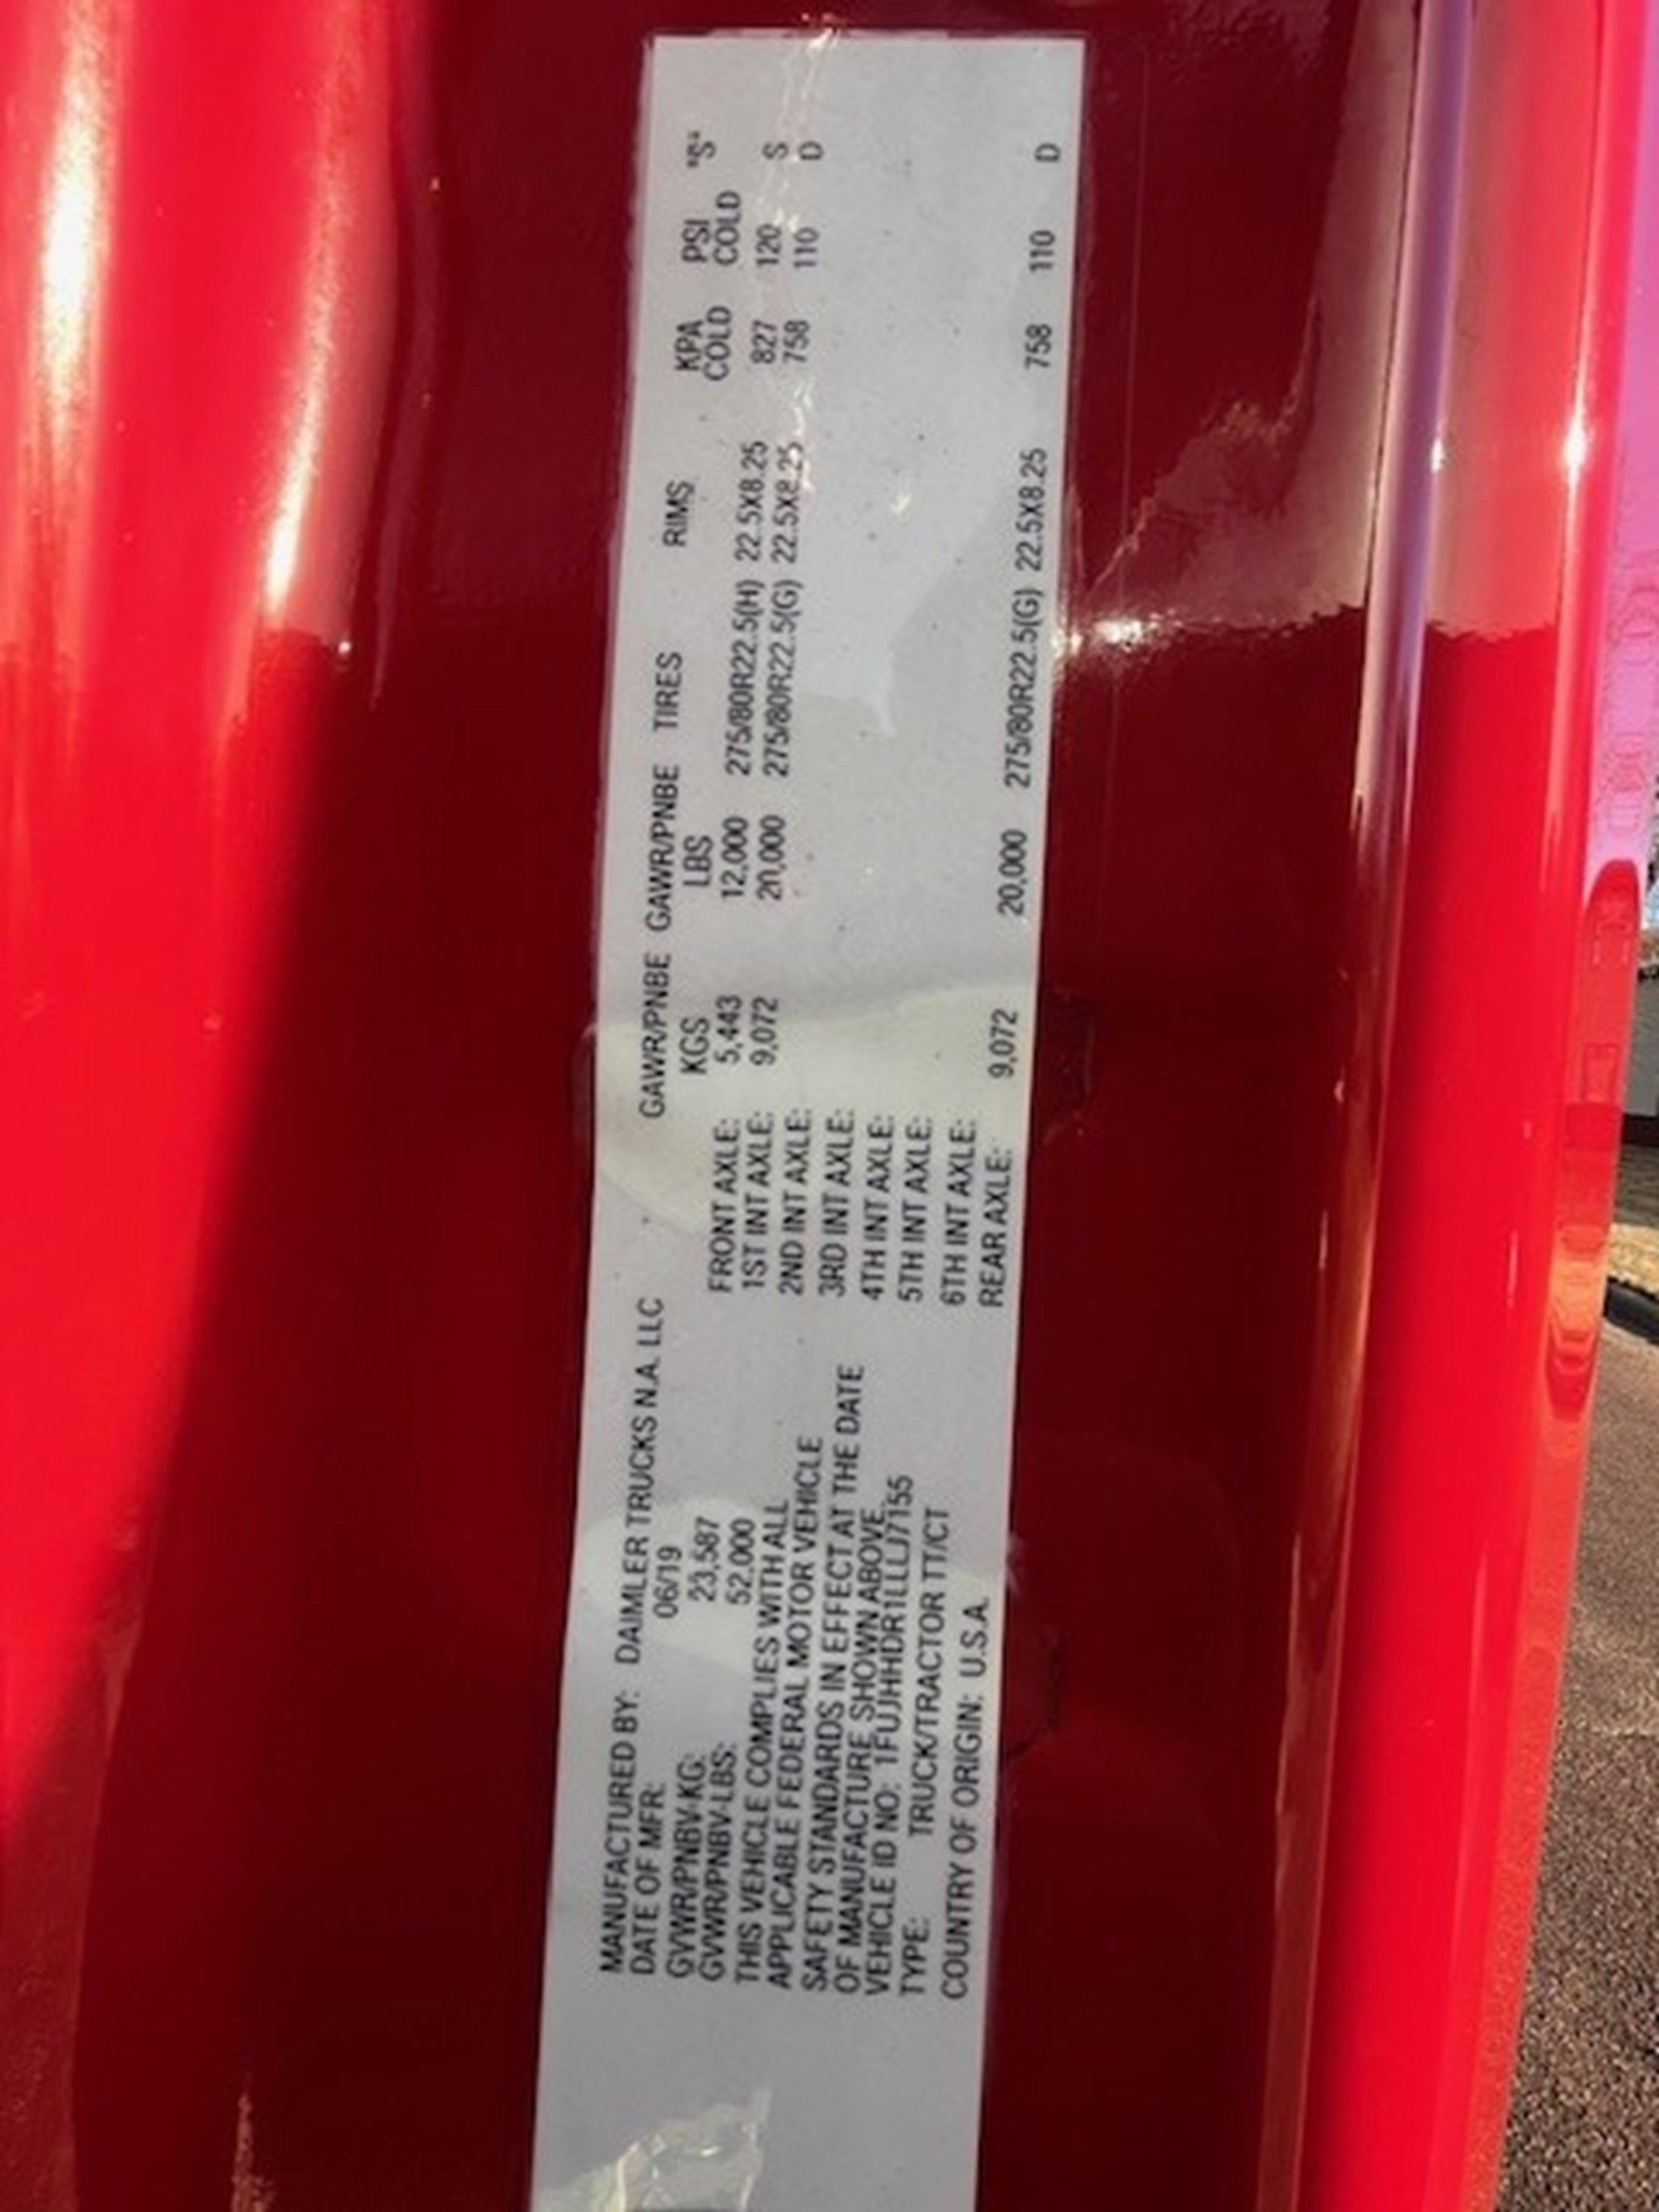 MANUFACTURED BY: DAIMLER TRUCKS N.A. LLC
DATE OF MFR: 06/19
GVWR/PNBV-KG: 23,587
GVWR/PNBV-LBS: 52,000
THIS VEHICLE COMPLIES WITH ALL
APPLICABLE FEDERAL MOTOR VEHICLE
SAFETY STANDARDS IN EFFECT AT THE DATE
OF MANUFACTURE SHOWN ABOVE.
VEHICLE ID NO: 1FUJHHDR1LLLJ7155
TYPE: TRUCK/TRACTOR TT/CT
COUNTRY OF ORIGIN: U.S.A.
GAWR/PNBE GAWR/PNBE TIRES RIMS KPA PSI "S"
KGS LBS COLD COLD
FRONT AXLE: 5,443 12,000 275/80R22.5(H) 22.5X8.25 827 120 S
1ST INT AXLE: 9,072 20,000 275/80R22.5(G) 22.5X8.25 758 110 D
2ND INT AXLE:
3RD INT AXLE:
4TH INT AXLE:
5TH INT AXLE:
6TH INT AXLE:
REAR AXLE: 9,072 20,000 275/80R22.5(G) 22.5X8.25 758 110 D